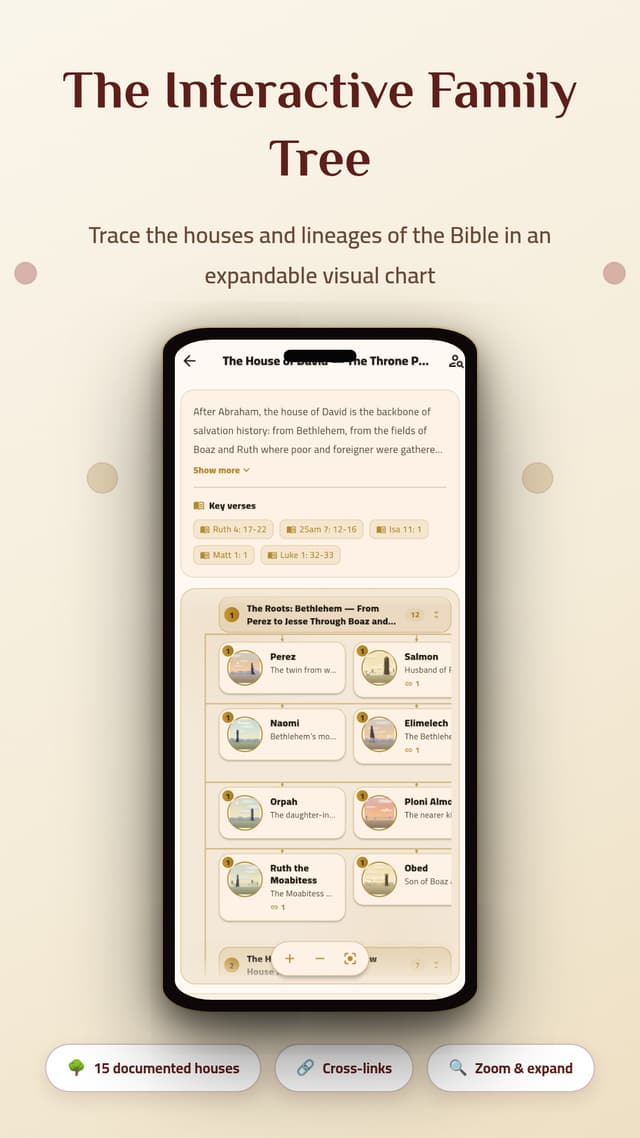 The Interactive Family
Tree
Trace the houses and lineages of the Bible in an
expandable visual chart
The House of David — The Throne P...
After Abraham, the house of David is the backbone of
salvation history: from Bethlehem, from the fields of
Boaz and Ruth where poor and foreigner were gathere...
Show more
Key verses
Ruth 4: 17-22
2Sam 7: 12-16
Isa 11: 1
Matt 1: 1
Luke 1: 32-33
1
The Roots: Bethlehem — From
Perez to Jesse Through Boaz and...
12
1
Perez
The twin from w...
1
Salmon
Husband of
1
1
Naomi
Bethlehem's mo...
1
Elimelech
The Bethlehe
1
1
Orpah
The daughter-in...
1
Ploni Almo
The nearer ki
1
Ruth the
Moabitess
The Moabitess ...
1
1
Obed
Son of Boaz
2
The H
w
House
7
+ −
15 documented houses
Cross-links
Zoom & expand